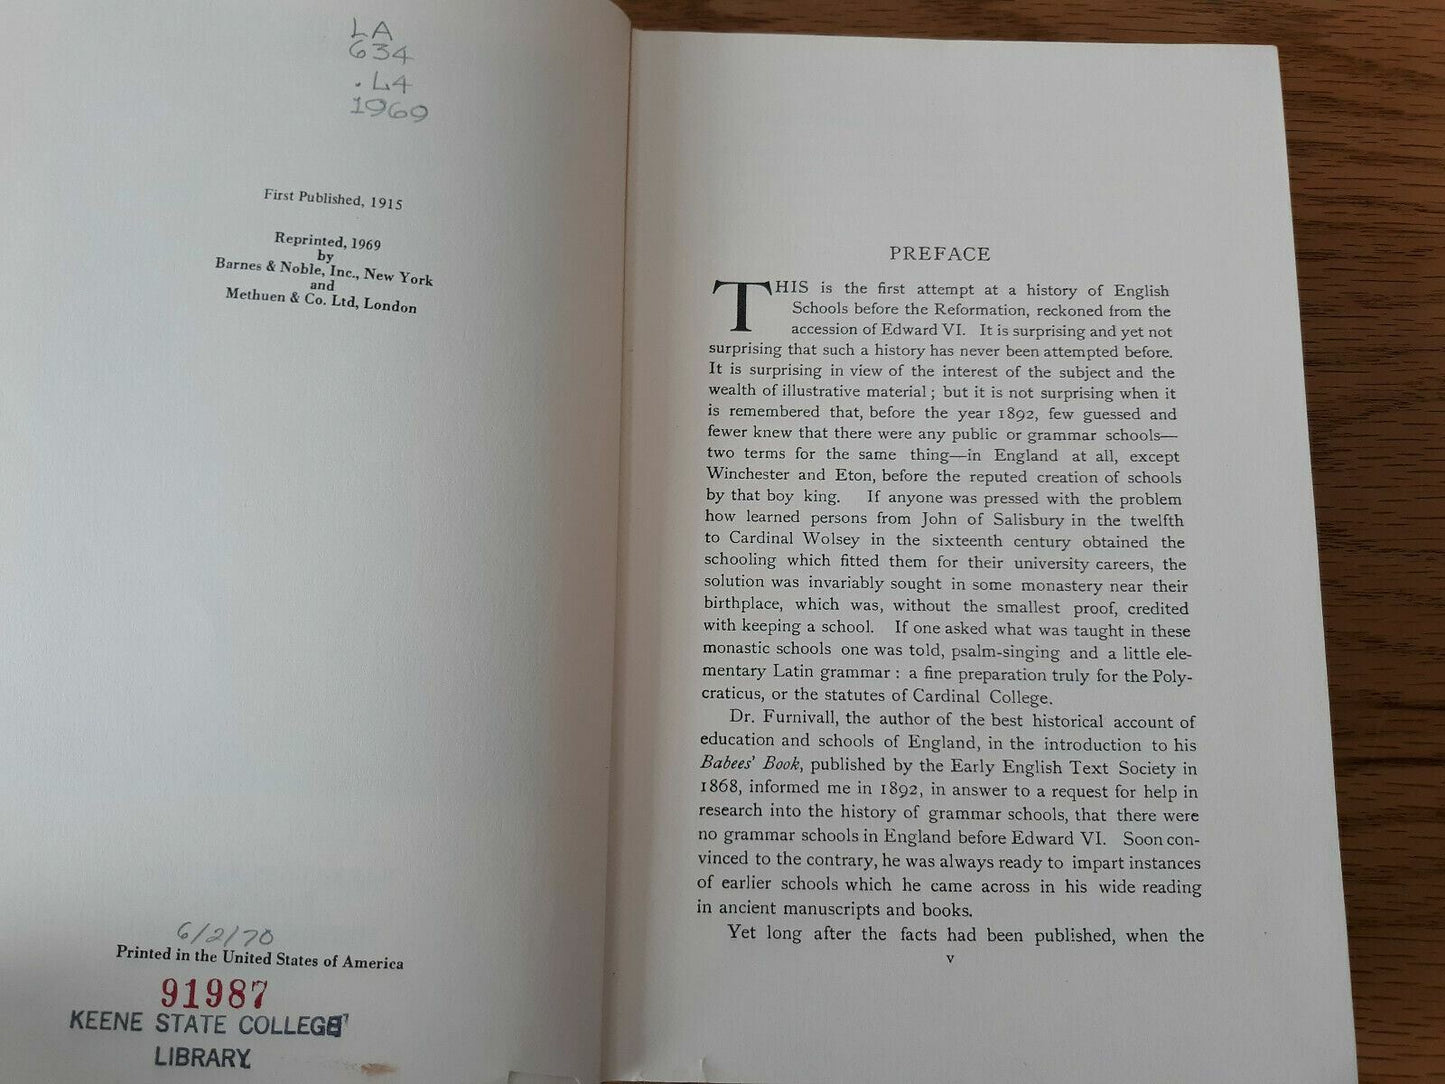 LA
634
.L4
1969
First Published, 1915
Reprinted, 1969
by
Barnes & Noble, Inc., New York
and
Methuen & Co. Ltd, London
6/2/70
Printed in the United States of America
91987
KEENE STATE COLLEGE
LIBRARY
PREFACE
THIS is the first attempt at a history of English
Schools before the Reformation, reckoned from the
accession of Edward VI. It is surprising and yet not
surprising that such a history has never been attempted before.
It is surprising in view of the interest of the subject and the
wealth of illustrative material ; but it is not surprising when it
is remembered that, before the year 1892, few guessed and
fewer knew that there were any public or grammar schools—
two terms for the same thing—in England at all, except
Winchester and Eton, before the reputed creation of schools
by that boy king. If anyone was pressed with the problem
how learned persons from John of Salisbury in the twelfth
to Cardinal Wolsey in the sixteenth century obtained the
schooling which fitted them for their university careers, the
solution was invariably sought in some monastery near their
birthplace, which was, without the smallest proof, credited
with keeping a school. If one asked what was taught in these
monastic schools one was told, psalm-singing and a little ele-
mentary Latin grammar : a fine preparation truly for the Poly-
craticus, or the statutes of Cardinal College.
Dr. Furnivall, the author of the best historical account of
education and schools of England, in the introduction to his
Babees' Book, published by the Early English Text Society in
1868, informed me in 1892, in answer to a request for help in
research into the history of grammar schools, that there were
no grammar schools in England before Edward VI. Soon con-
vinced to the contrary, he was always ready to impart instances
of earlier schools which he came across in his wide reading
in ancient manuscripts and books.
Yet long after the facts had been published, when the
v